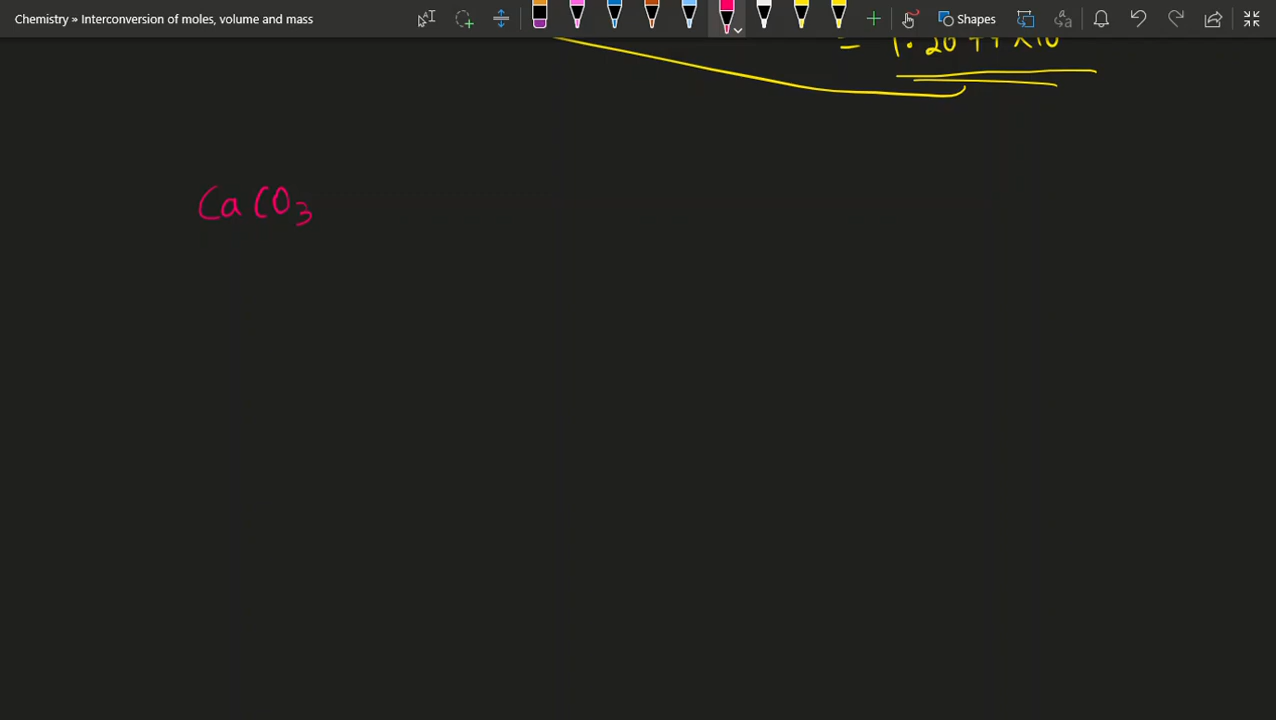 Chemistry » Interconversion of moles, volume and mass
Shapes
CaCO₃